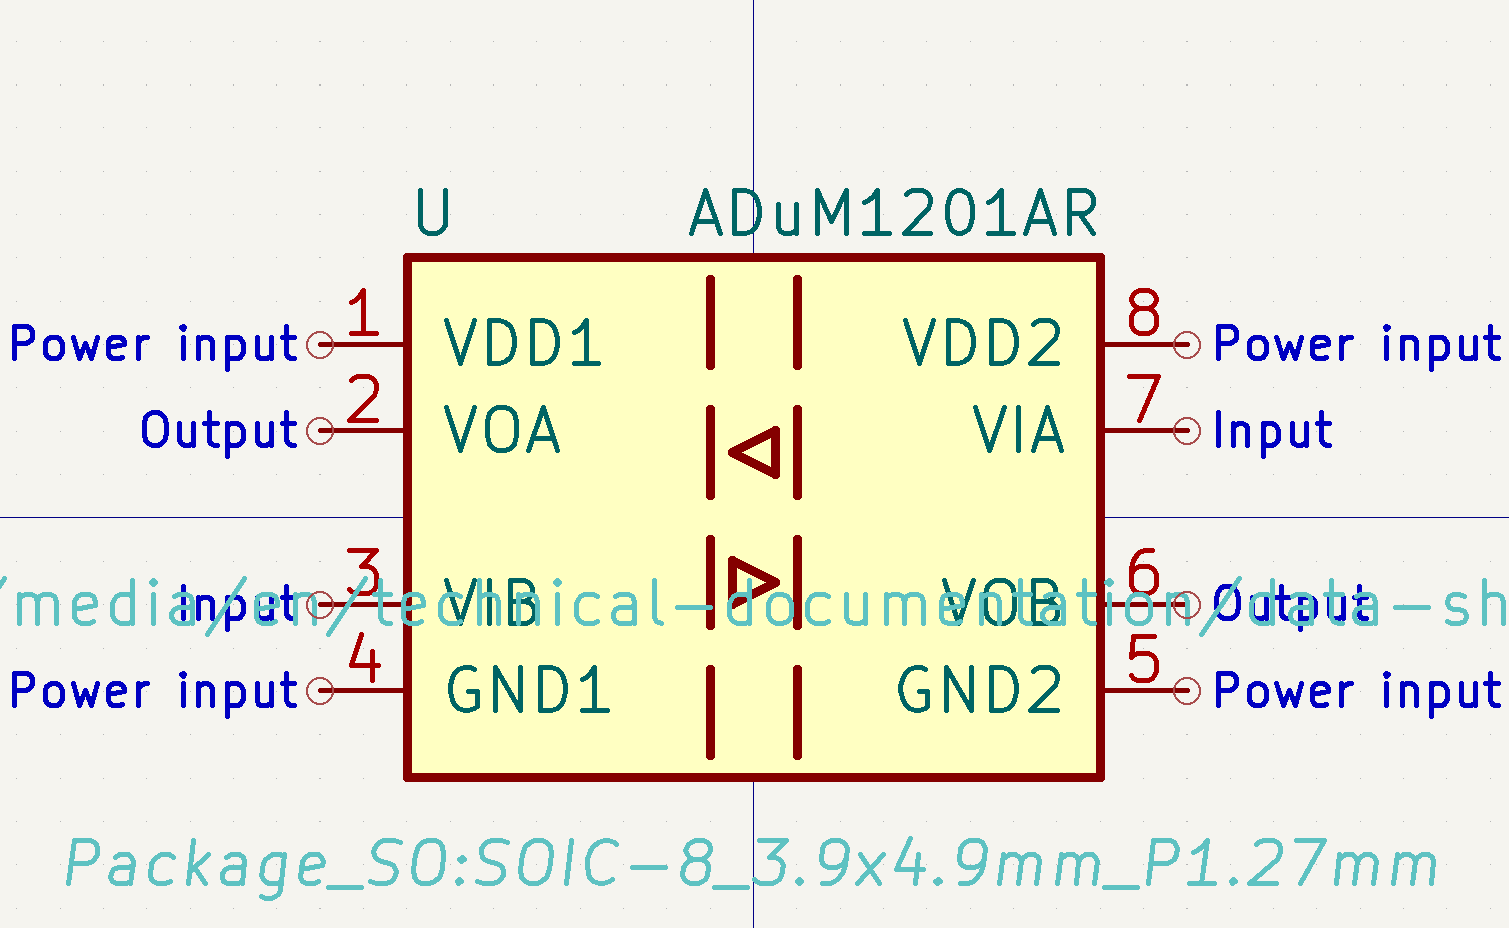 U ADuM1201AR
1 8
Power input VDD1 VDD2 Power input
2 7
Output VOA VIA Input
3 6
Input VIB VOB Output
/media/en/technical-documentation/data-sh
4 5
Power input GND1 GND2 Power input
Package_SO:SOIC-8_3.9x4.9mm_P1.27mm